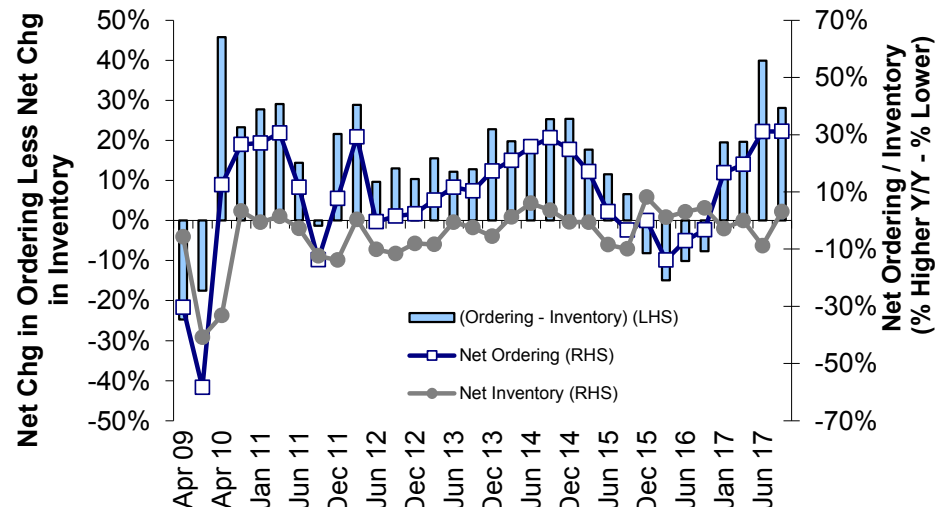 Net Chg in Ordering Less Net Chg
in Inventory
50%
40%
30%
20%
10%
0%
-10%
-20%
-30%
-40%
-50%
70%
50%
30%
10%
-10%
-30%
-50%
-70%
Net Ordering / Inventory
(% Higher Y/Y - % Lower)
(Ordering - Inventory) (LHS)
Net Ordering (RHS)
Net Inventory (RHS)
Apr 09
Apr 10
Jan 11
Jun 11
Dec 11
Jun 12
Dec 12
Jun 13
Dec 13
Jun 14
Dec 14
Jun 15
Dec 15
Jun 16
Jan 17
Jun 17